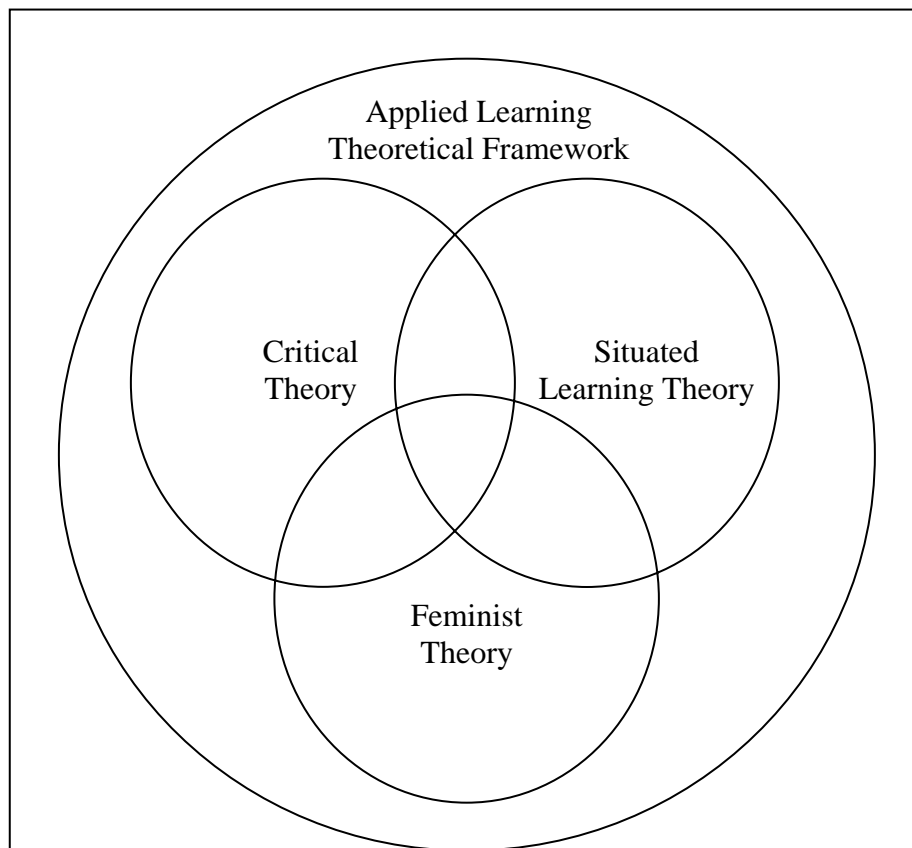 Applied Learning
Theoretical Framework
Critical
Theory
Situated
Learning Theory
Feminist
Theory